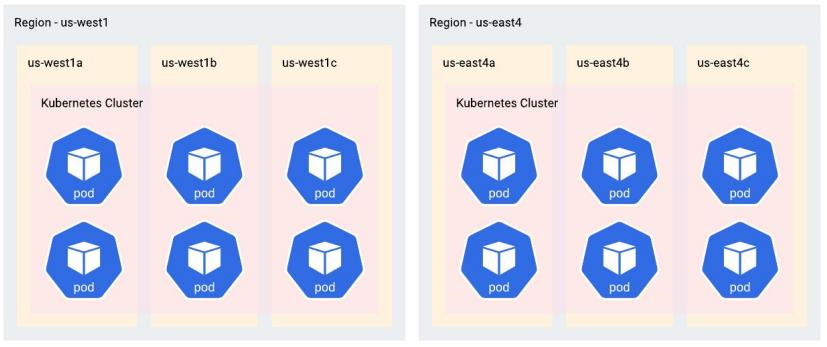 Region - us-west1
us-west1a
us-west1b
us-west1c
Kubernetes Cluster
pod
pod
pod
pod
pod
pod
Region - us-east4
us-east4a
us-east4b
us-east4c
Kubernetes Cluster
pod
pod
pod
pod
pod
pod